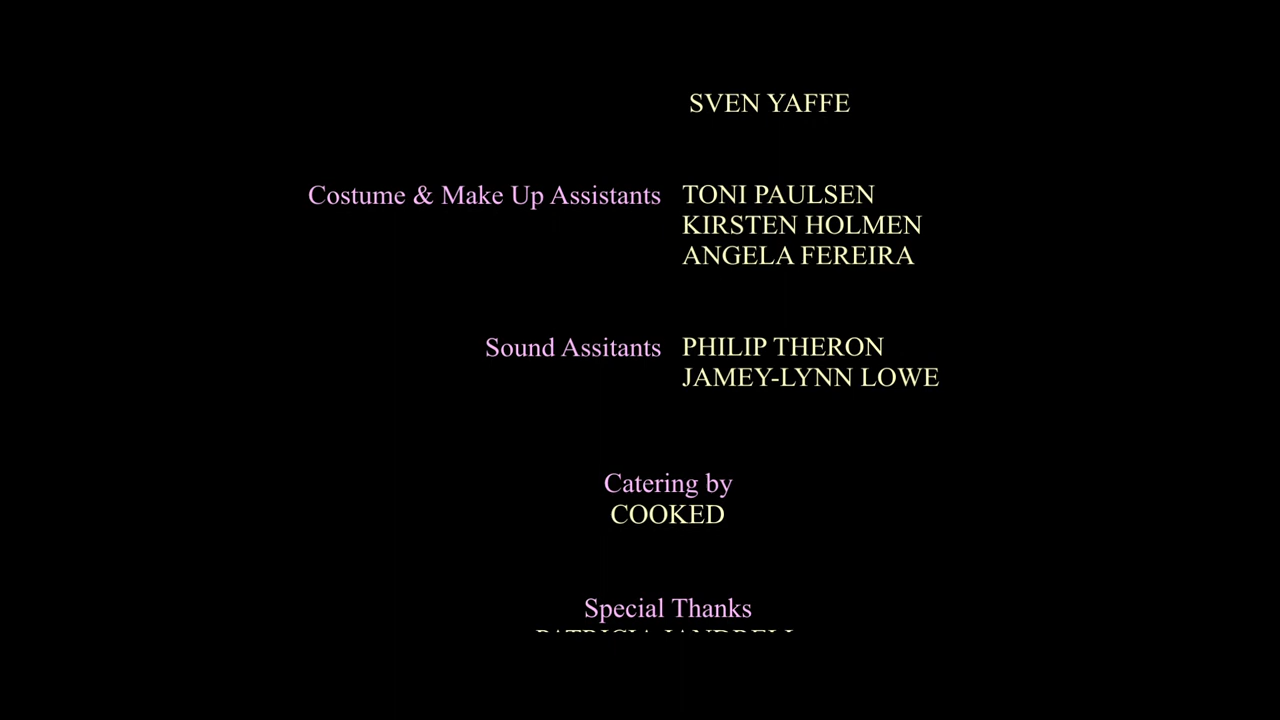 SVEN YAFFE
Costume & Make Up Assistants TONI PAULSEN
KIRSTEN HOLMEN
ANGELA FEREIRA
Sound Assitants PHILIP THERON
JAMEY-LYNN LOWE
Catering by
COOKED
Special Thanks